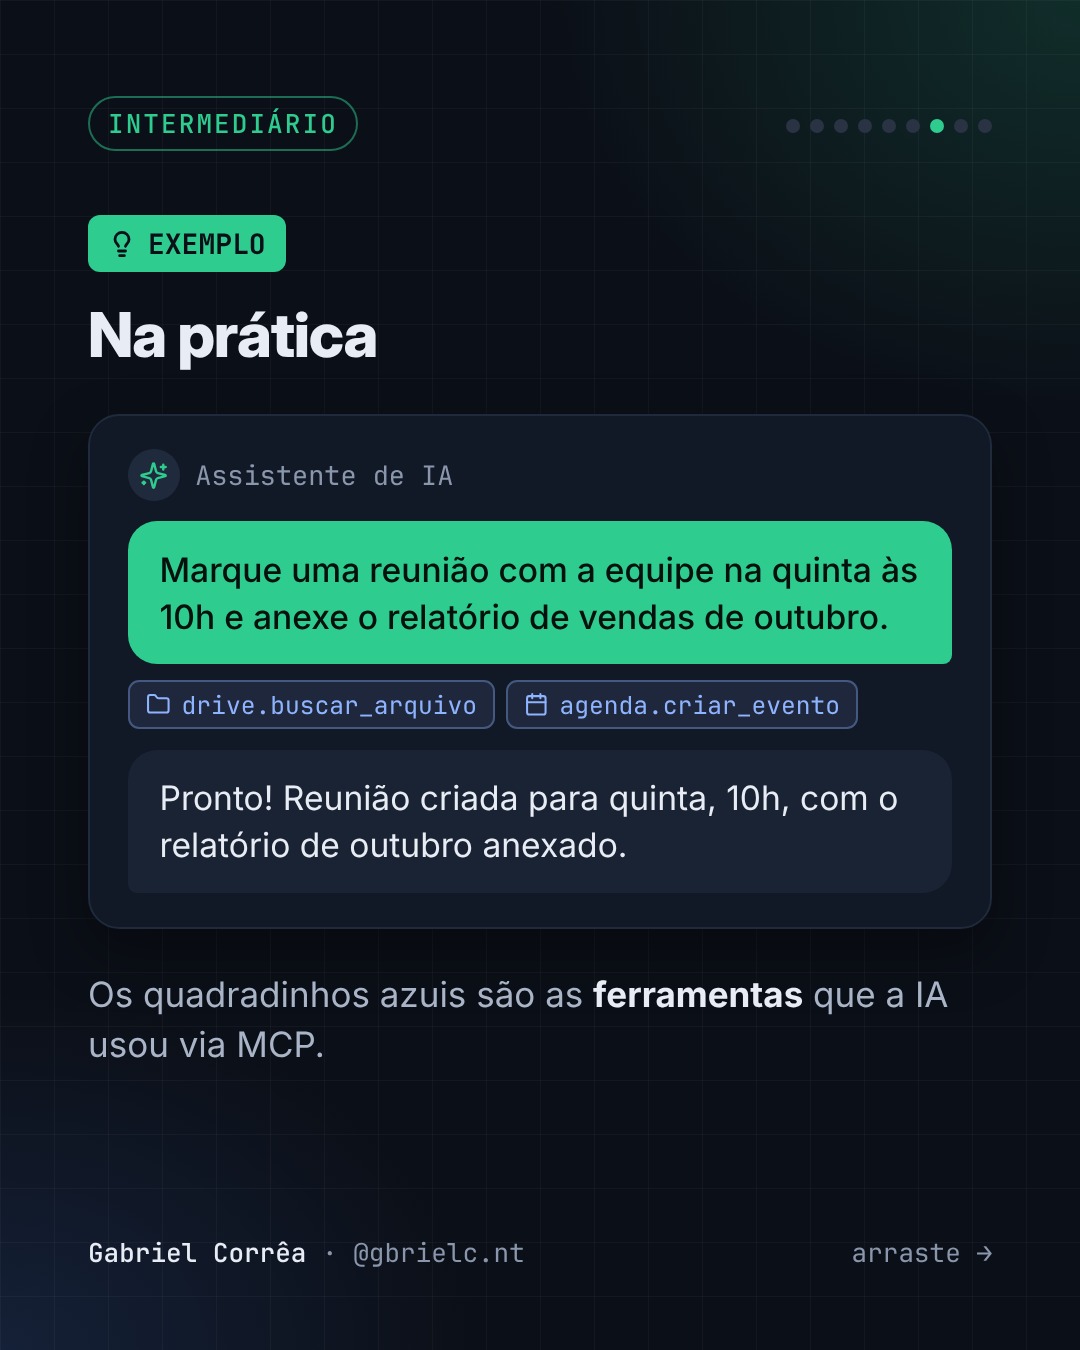 INTERMEDIÁRIO
EXEMPLO
Na prática
Assistente de IA
Marque uma reunião com a equipe na quinta às
10h e anexe o relatório de vendas de outubro.
drive.buscar_arquivo agenda.criar_evento
Pronto! Reunião criada para quinta, 10h, com o
relatório de outubro anexado.
Os quadradinhos azuis são as ferramentas que a IA
usou via MCP.
Gabriel Corrêa · @gbrielc.nt arraste →